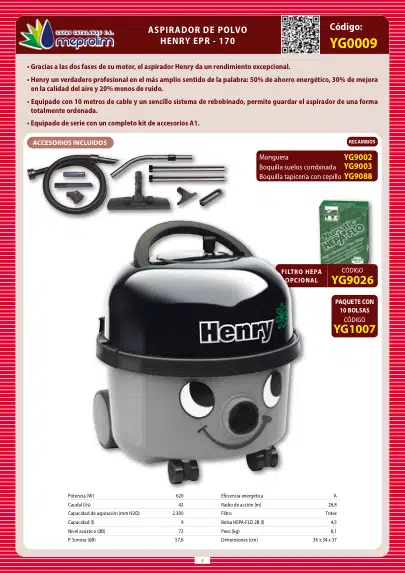 CAYRE CATALANAS S.L.
meprolim
ASPIRADOR DE POLVO
HENRY EPR - 170
Código:
YG0009
• Gracias a las dos fases de su motor, el aspirador Henry da un rendimiento excepcional.
• Henry un verdadero profesional en el más amplio sentido de la palabra: 50% de ahorro energético, 30% de mejora
en la calidad del aire y 20% menos de ruido.
• Equipado con 10 metros de cable y un sencillo sistema de rebobinado, permite guardar el aspirador de una forma
totalmente ordenada.
• Equipado de serie con un completo kit de accesorios A1.
ACCESORIOS INCLUIDOS
RECAMBIOS
Manguera YG9002
Boquilla suelos combinada YG9003
Boquilla tapiceria con cepillo YG9088
FILTRO HEPA
OPCIONAL
CÓDIGO
YG9026
PAQUETE CON
10 BOLSAS
CÓDIGO
YG1007
Henry
Potencia (W) 620
Caudal (l/s) 42
Capacidad de aspiración (mm H2O) 2.300
Capacidad (l) 9
Nivel acústico (dB) 72
P. Sonora (dB) 57,6
Eficiencia energética A
Radio de acción (m) 26,8
Filtro Tritex
Bolsa HEPA-FLO 2B (l) 4,5
Peso (kg) 8,1
Dimensiones (cm) 36 x 34 x 37